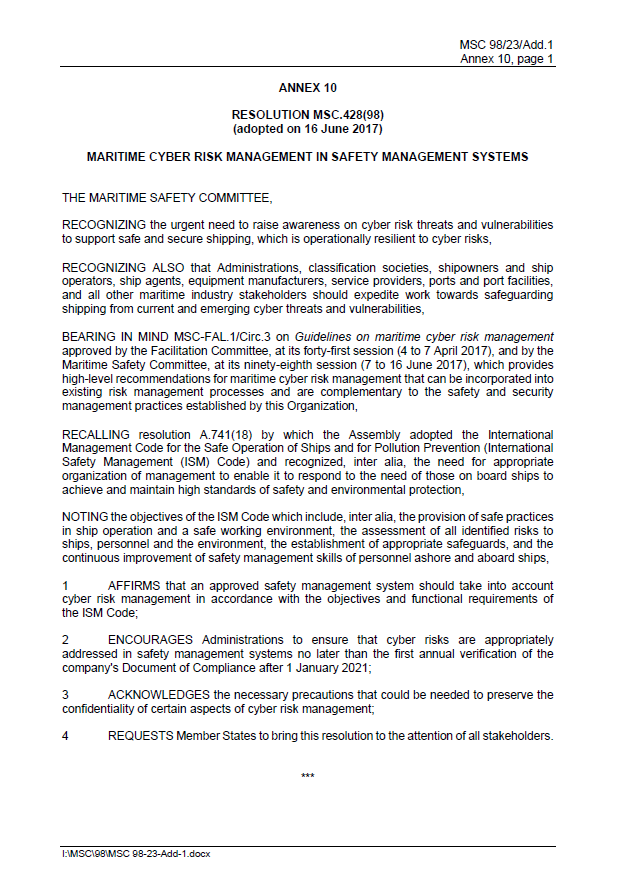 MSC 98/23/Add.1
Annex 10, page 1
ANNEX 10
RESOLUTION MSC.428(98)
(adopted on 16 June 2017)
MARITIME CYBER RISK MANAGEMENT IN SAFETY MANAGEMENT SYSTEMS
THE MARITIME SAFETY COMMITTEE,
RECOGNIZING the urgent need to raise awareness on cyber risk threats and vulnerabilities
to support safe and secure shipping, which is operationally resilient to cyber risks,
RECOGNIZING ALSO that Administrations, classification societies, shipowners and ship
operators, ship agents, equipment manufacturers, service providers, ports and port facilities,
and all other maritime industry stakeholders should expedite work towards safeguarding
shipping from current and emerging cyber threats and vulnerabilities,
BEARING IN MIND MSC-FAL.1/Circ.3 on Guidelines on maritime cyber risk management
approved by the Facilitation Committee, at its forty-first session (4 to 7 April 2017), and by the
Maritime Safety Committee, at its ninety-eighth session (7 to 16 June 2017), which provides
high-level recommendations for maritime cyber risk management that can be incorporated into
existing risk management processes and are complementary to the safety and security
management practices established by this Organization,
RECALLING resolution A.741(18) by which the Assembly adopted the International
Management Code for the Safe Operation of Ships and for Pollution Prevention (International
Safety Management (ISM) Code) and recognized, inter alia, the need for appropriate
organization of management to enable it to respond to the need of those on board ships to
achieve and maintain high standards of safety and environmental protection,
NOTING the objectives of the ISM Code which include, inter alia, the provision of safe practices
in ship operation and a safe working environment, the assessment of all identified risks to
ships, personnel and the environment, the establishment of appropriate safeguards, and the
continuous improvement of safety management skills of personnel ashore and aboard ships,
1 AFFIRMS that an approved safety management system should take into account
cyber risk management in accordance with the objectives and functional requirements of
the ISM Code;
2 ENCOURAGES Administrations to ensure that cyber risks are appropriately
addressed in safety management systems no later than the first annual verification of the
company's Document of Compliance after 1 January 2021;
3 ACKNOWLEDGES the necessary precautions that could be needed to preserve the
confidentiality of certain aspects of cyber risk management;
4 REQUESTS Member States to bring this resolution to the attention of all stakeholders.
***
I:\MSC\98\MSC 98-23-Add-1.docx